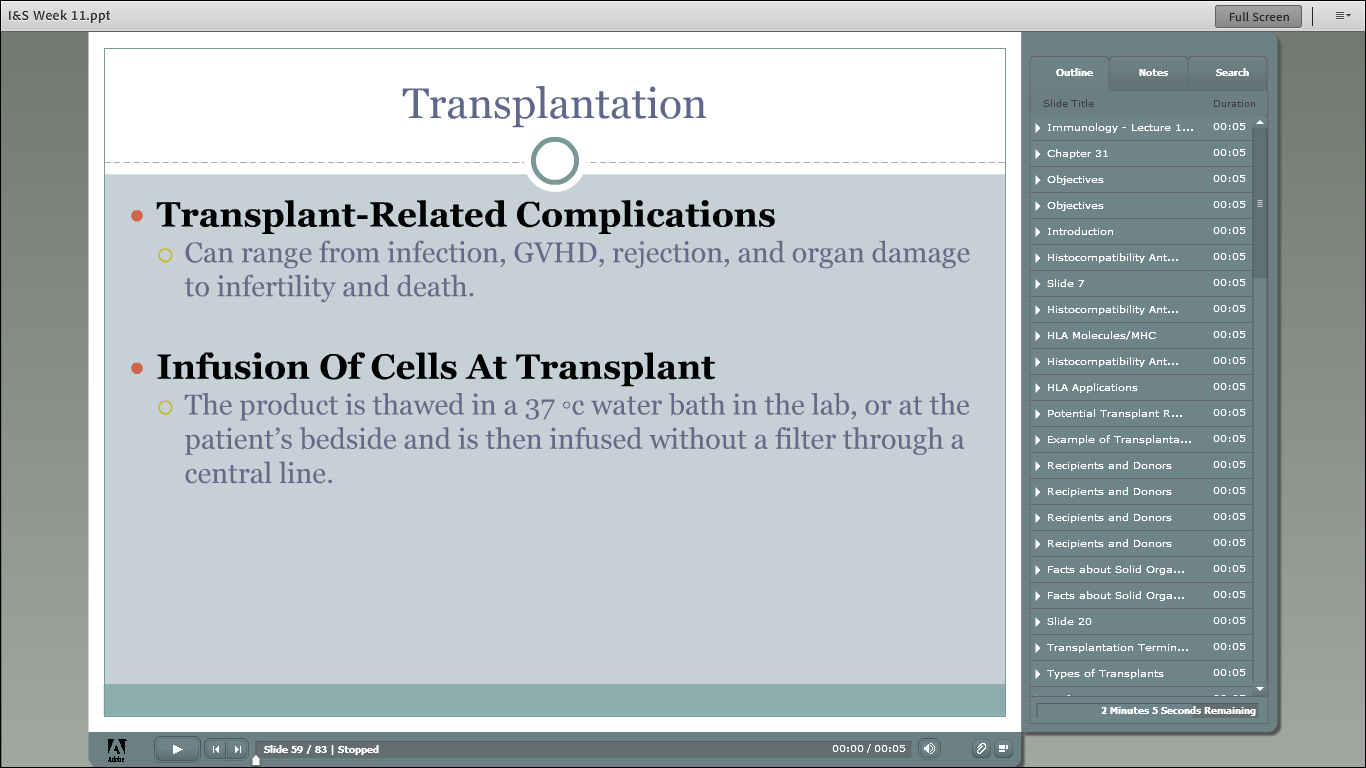 I&S Week 11.ppt
Full Screen
Transplantation
Transplant-Related Complications
Can range from infection, GVHD, rejection, and organ damage
to infertility and death.
Infusion Of Cells At Transplant
The product is thawed in a 37 ◦c water bath in the lab, or at the
patient’s bedside and is then infused without a filter through a
central line.
Outline Notes Search
Slide Title Duration
Immunology - Lecture 1... 00:05
Chapter 31 00:05
Objectives 00:05
Objectives 00:05
Introduction 00:05
Histocompatibility Ant... 00:05
Slide 7 00:05
Histocompatibility Ant... 00:05
HLA Molecules/MHC 00:05
Histocompatibility Ant... 00:05
HLA Applications 00:05
Potential Transplant R... 00:05
Example of Transplanta... 00:05
Recipients and Donors 00:05
Recipients and Donors 00:05
Recipients and Donors 00:05
Recipients and Donors 00:05
Facts about Solid Orga... 00:05
Facts about Solid Orga... 00:05
Slide 20 00:05
Transplantation Termin... 00:05
Types of Transplants 00:05
2 Minutes 5 Seconds Remaining
Adobe
Slide 59 / 83 | Stopped
00:00 / 00:05